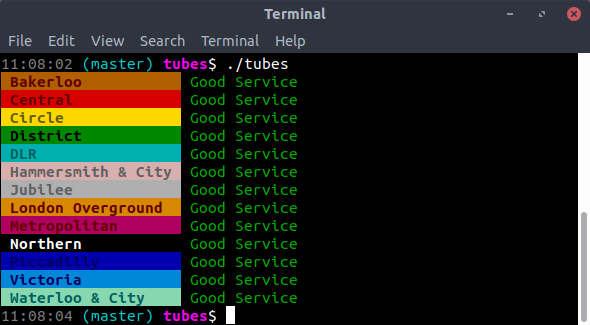 Terminal
File Edit View Search Terminal Help
11:08:02 (master) tubes$ ./tubes
Bakerloo Good Service
Central Good Service
Circle Good Service
District Good Service
DLR Good Service
Hammersmith & City Good Service
Jubilee Good Service
London Overground Good Service
Metropolitan Good Service
Northern Good Service
Piccadilly Good Service
Victoria Good Service
Waterloo & City Good Service
11:08:04 (master) tubes$